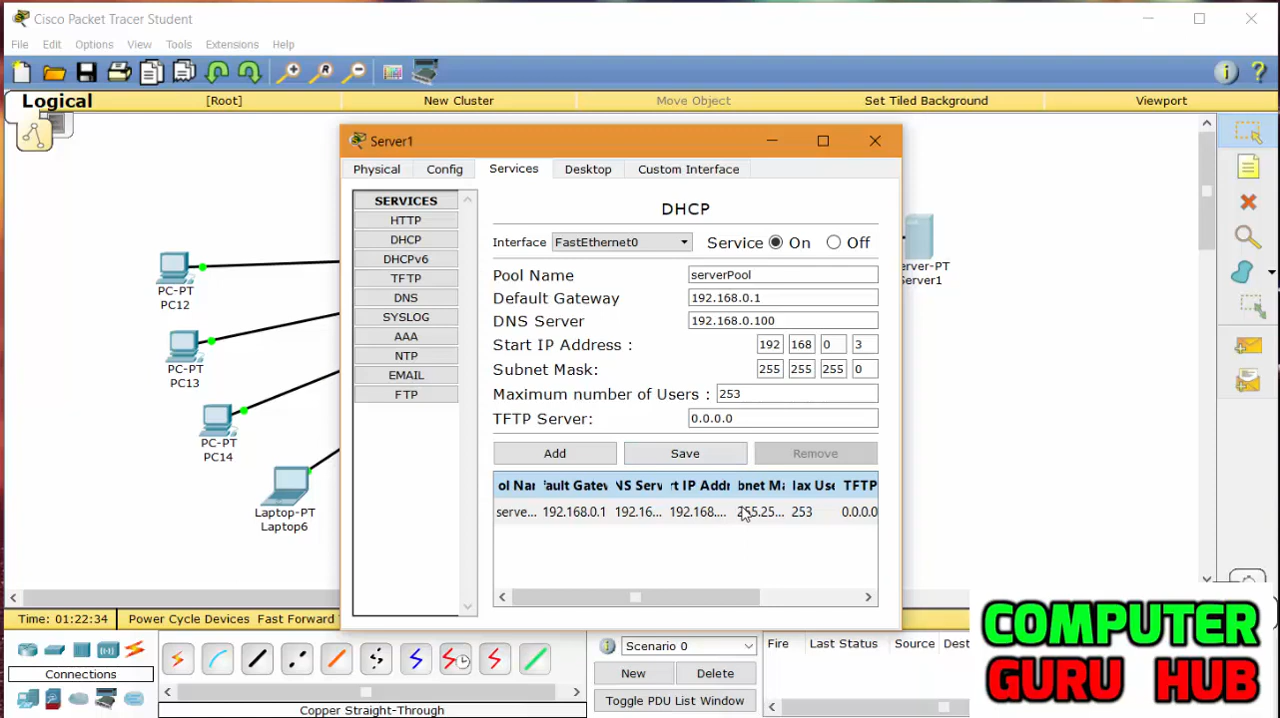 Cisco Packet Tracer Student
File Edit Options View Tools Extensions Help
Logical [Root] New Cluster Move Object Set Tiled Background Viewport
Server1
Physical Config Services Desktop Custom Interface
SERVICES
HTTP
DHCP
DHCPv6
TFTP
DNS
SYSLOG
AAA
NTP
EMAIL
FTP
DHCP
Interface FastEthernet0 Service On Off
Pool Name serverPool
Default Gateway 192.168.0.1
DNS Server 192.168.0.100
Start IP Address : 192 168 0 3
Subnet Mask: 255 255 255 0
Maximum number of Users : 253
TFTP Server: 0.0.0.0
Add Save Remove
ol Nar fault Gatev NS Serv rt IP Addr bnet Ma lax Use TFTP
serve... 192.168.0.1 192.16... 192.168.... 255.25... 253 0.0.0.0
PC-PT
PC12
PC-PT
PC13
PC-PT
PC14
Laptop-PT
Laptop6
erver-PT
Server1
Time: 01:22:34 Power Cycle Devices Fast Forward
Connections
Copper Straight-Through
Scenario 0
New Delete
Toggle PDU List Window
Fire Last Status Source Dest
COMPUTER
GURU HUB